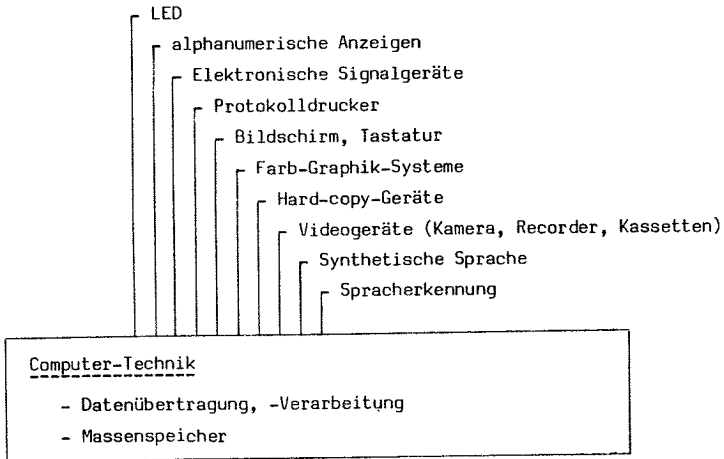 LED
alphanumerische Anzeigen
Elektronische Signalgeräte
Protokolldrucker
Bildschirm, Tastatur
Farb-Graphik-Systeme
Hard-copy-Geräte
Videogeräte (Kamera, Recorder, Kassetten)
Synthetische Sprache
Spracherkennung
Computer-Technik
- Datenübertragung, -Verarbeitung
- Massenspeicher